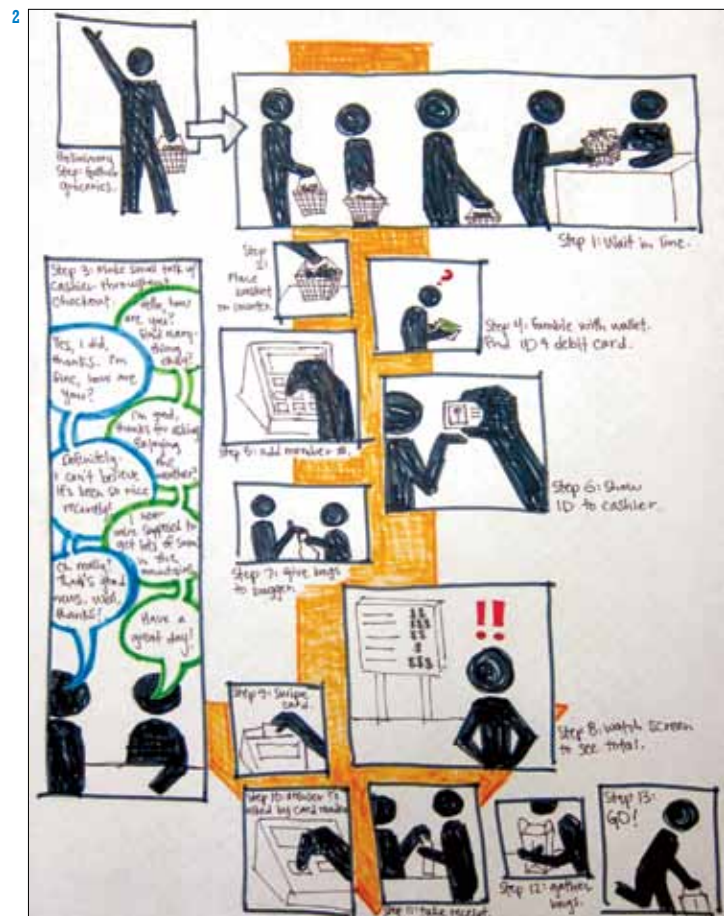 2
Preliminary
Step: Gather
groceries.
Step 1: Wait in line.
Step
2:
Place
basket
on counter.
Step 3: Make small talk w/
cashier throughout
checkout.
Hello, how
are you?
Find every-
thing
okay?
Yes, I did,
thanks. I'm
fine, how are
you?
I'm good,
thanks for asking.
Enjoying
the
weather?
Definitely.
I can't believe
it's been so nice
recently!
were supposed to
get lots of snow
in the
mountains.
Oh really?
That's good
news. Well,
thanks!
Have a
great day!
?
Step 4: Fumble with wallet.
Find ID & debit card.
Step 5: Add member #.
Step 6: Show
ID to cashier.
Step 7: Give bags
to bagger.
$$
$$
$
$$$
!!
Step 8: Watch screen
to see total.
Step 9: Swipe
card.
Step 10: Answer ?s
asked by card reader
Step 11: Take receipt.
Step 12: gather
bags.
Step 13:
GO!